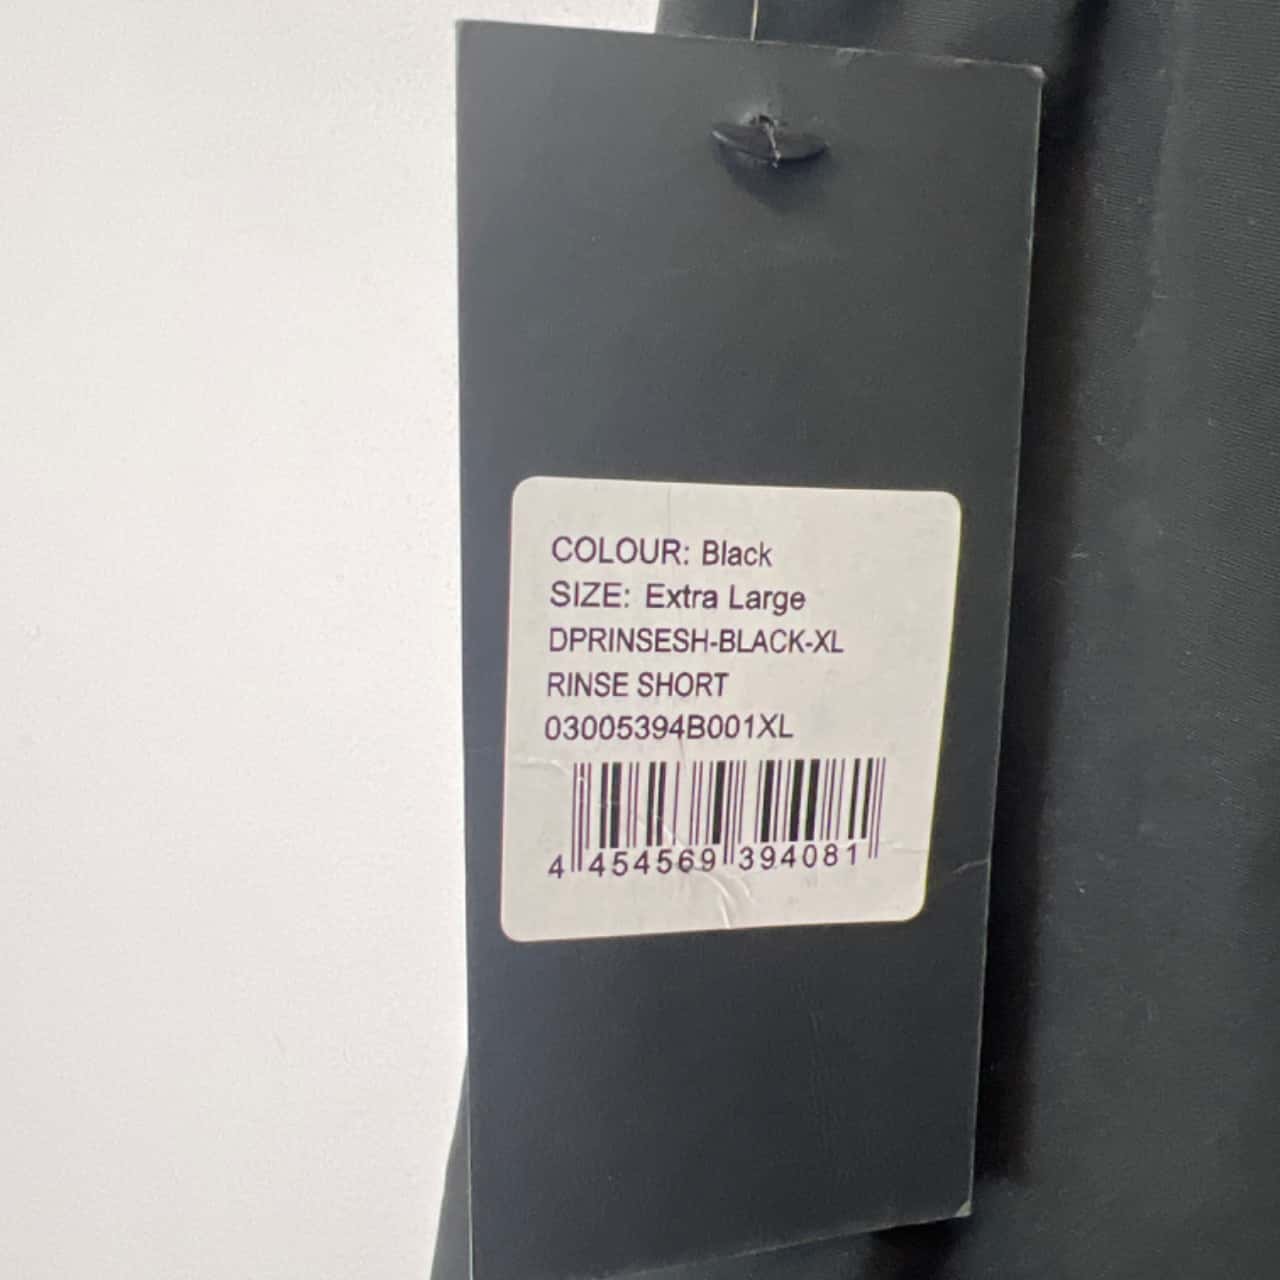 COLOUR: Black
SIZE: Extra Large
DPRINSESH-BLACK-XL
RINSE SHORT
03005394B001XL
4 454569 394081